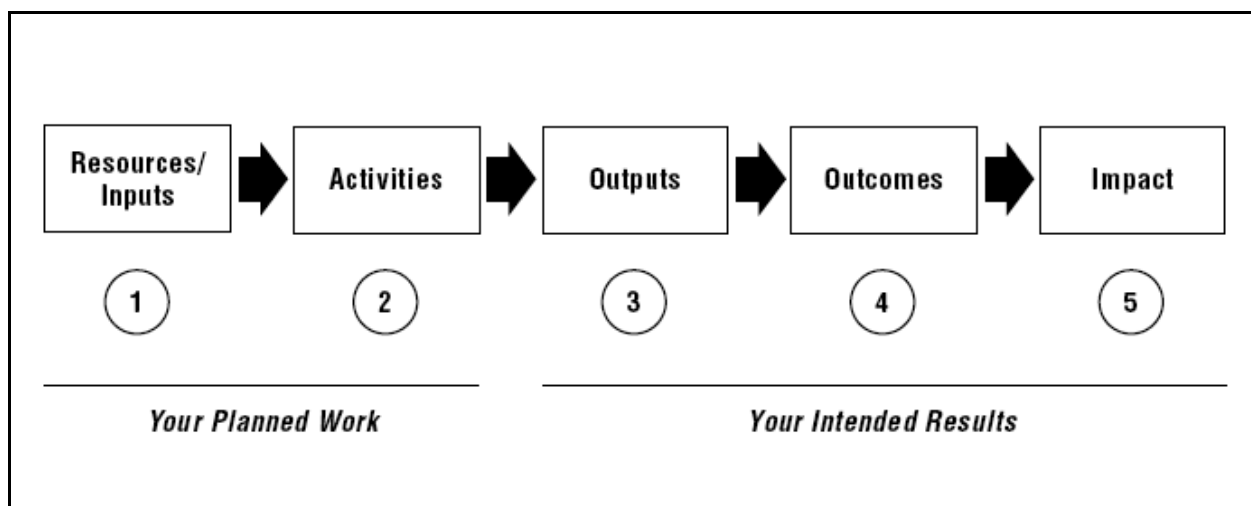 Resources/
Inputs
Activities
Outputs
Outcomes
Impact
1
2
3
4
5
Your Planned Work
Your Intended Results